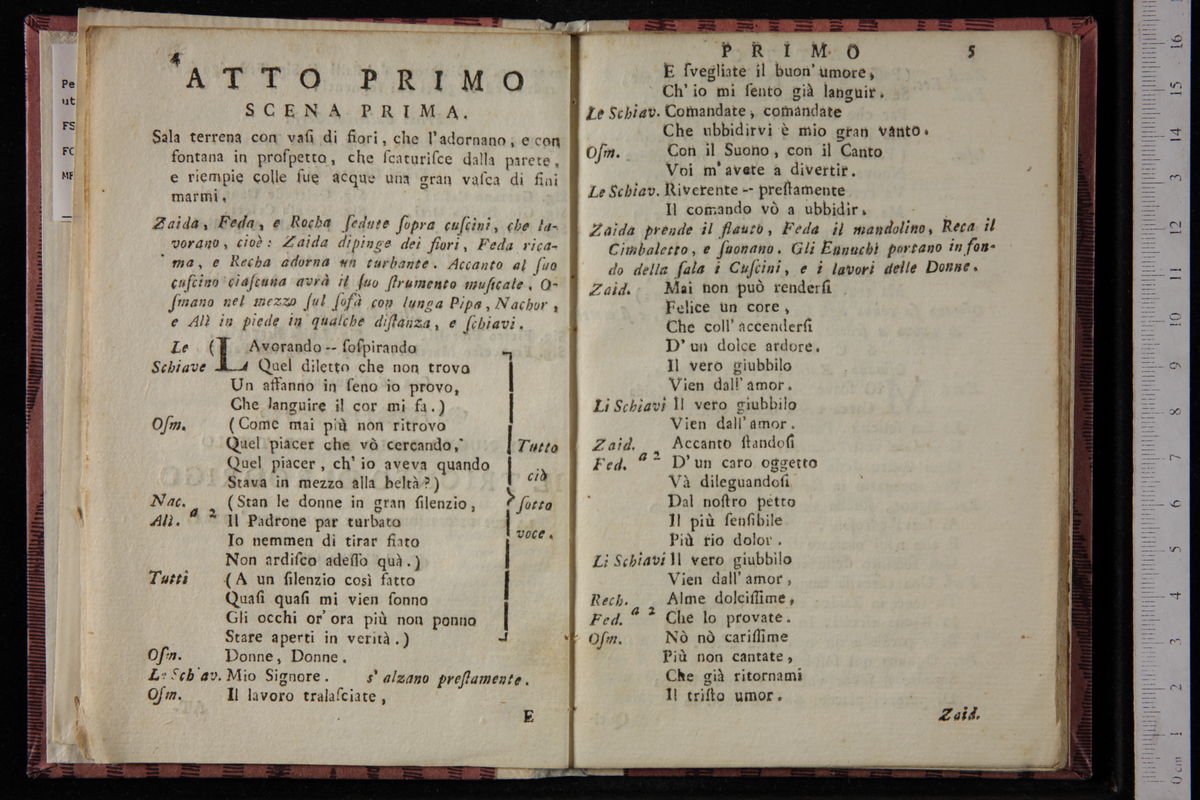 4
ATTO PRIMO
SCENA PRIMA.
Sala terrena con vaſi di fiori, che l'adornano, e con
fontana in proſpetto, che ſcaturiſce dalla parete,
e riempie colle ſue acque una gran vaſca di fini
marmi.
Zaida, Feda, e Rocha ſedute ſopra cuſcini, che la-
vorano, cioè: Zaida dipinge dei fiori, Feda rica-
ma, e Recha adorna un turbante. Accanto al ſuo
cuſcino ciaſcuna avrà il ſuo ſtrumento muſicale. O-
ſmano nel mezzo ſul ſofà con lunga Pipa, Nachor,
e Alì in piede in qualche diſtanza, e ſchiavi.
Le (LAvorando -- ſoſpirando
Schiave Quel diletto che non trovo
Un affanno in ſeno io provo,
Che languire il cor mi fa.)
Oſm. (Come mai più non ritrovo
Quel piacer che vò cercando, Tutto
Quel piacer, ch'io aveva quando ciò
Stava in mezzo alla beltà?)
Nac. (Stan le donne in gran ſilenzio, ſotto
Alì. a 2 Il Padrone par turbato
Io nemmen di tirar fiato voce.
Non ardiſco adeſſo quà.)
Tutti (A un ſilenzio così fatto
Quaſi quaſi mi vien ſonno
Gli occhi or'ora più non ponno
Stare aperti in verità.)
Oſm. Donne, Donne.
Le Schiav. Mio Signore. s'alzano preſtamente.
Oſm. Il lavoro tralaſciate,
E
PRIMO 5
E ſvegliate il buon'umore,
Ch'io mi ſento già languir.
Le Schiav. Comandate, comandate
Che ubbidirvi è mio gran vanto.
Oſm. Con il Suono, con il Canto
Voi m'avete a divertir.
Le Schiav. Riverente -- preſtamente
Il comando vò a ubbidir.
Zaida prende il flauto, Feda il mandolino, Reca il
Cimbaletto, e ſuonano. Gli Eunuchi portano in fon-
do della ſala i Cuſcini, e i lavori delle Donne.
Zaid. Mai non può renderſi
Felice un core,
Che coll'accenderſi
D'un dolce ardore.
Il vero giubbilo
Vien dall'amor.
Li Schiavi Il vero giubbilo
Vien dall'amor.
Zaid. Accanto ſtandoſi
Fed. a 2 D'un caro oggetto
Và dileguandoſi
Dal noſtro petto
Il più ſenſibile
Più rio dolor.
Li Schiavi Il vero giubbilo
Vien dall'amor,
Rech. Alme dolciſſime,
Fed. a 2 Che lo provate.
Oſm. Nò nò cariſſime
Più non cantate,
Che già ritornami
Il triſto umor.
Zaid.